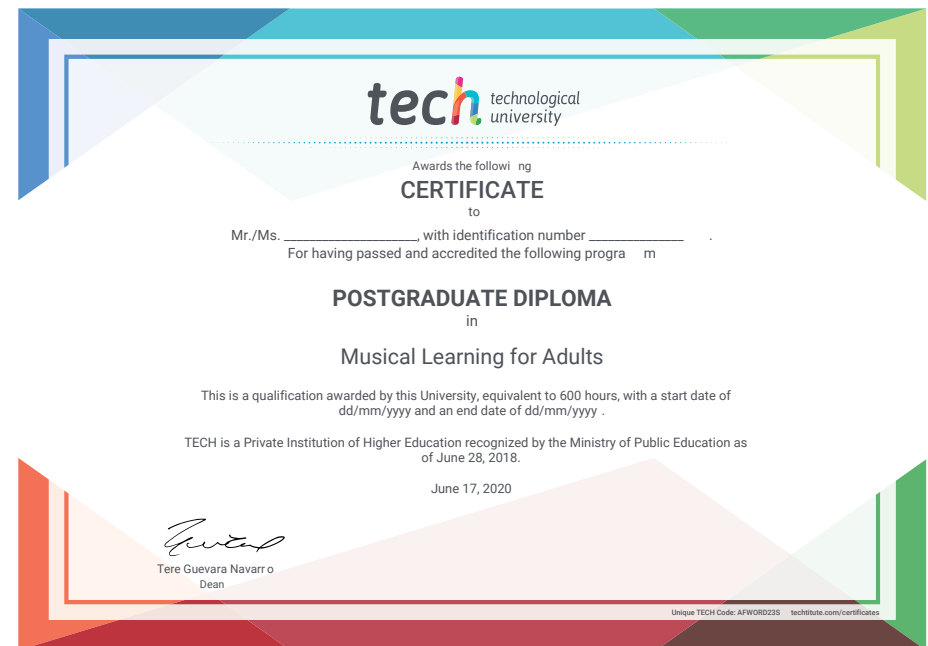 tech technological
university
Awards the followi ng
CERTIFICATE
to
Mr./Ms. _____________________, with identification number _______________ .
For having passed and accredited the following progra m
POSTGRADUATE DIPLOMA
in
Musical Learning for Adults
This is a qualification awarded by this University, equivalent to 600 hours, with a start date of
dd/mm/yyyy and an end date of dd/mm/yyyy .
TECH is a Private Institution of Higher Education recognized by the Ministry of Public Education as
of June 28, 2018.
June 17, 2020
Tere Guevara Navarr o
Dean
Unique TECH Code: AFWORD23S techtitute.com/certificates